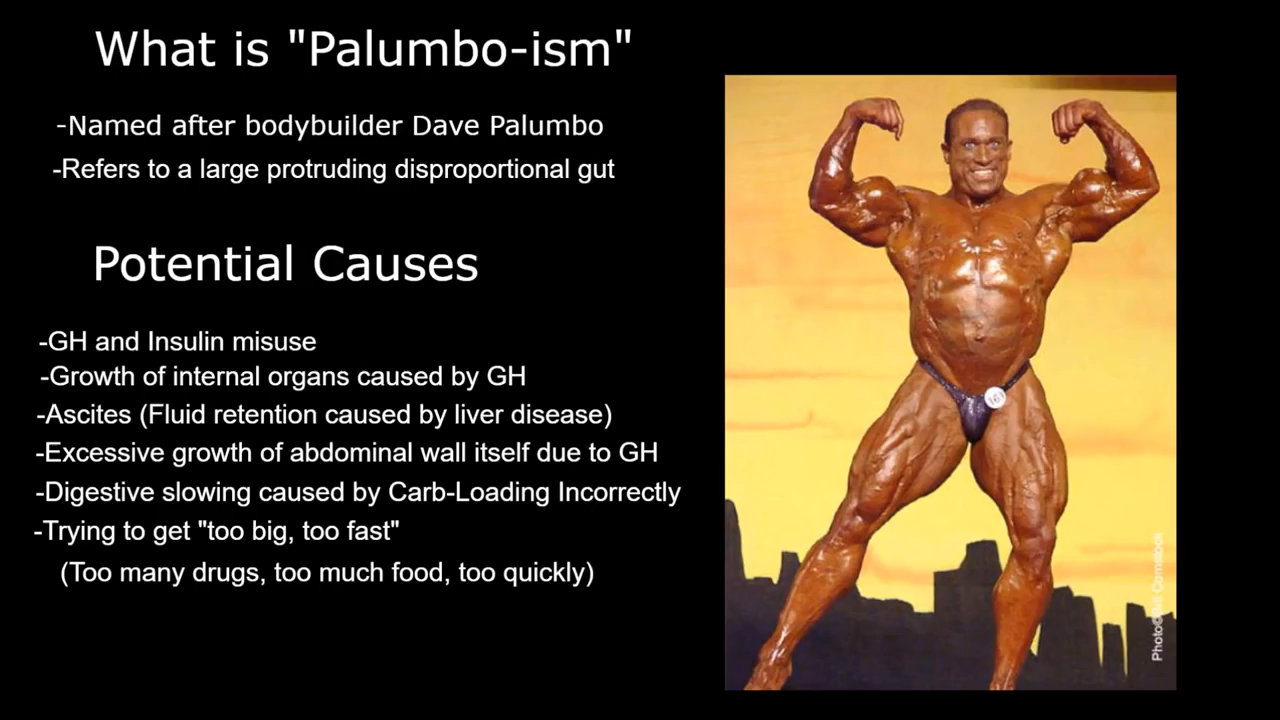 What is "Palumbo-ism"
-Named after bodybuilder Dave Palumbo
-Refers to a large protruding disproportional gut
Potential Causes
-GH and Insulin misuse
-Growth of internal organs caused by GH
-Ascites (Fluid retention caused by liver disease)
-Excessive growth of abdominal wall itself due to GH
-Digestive slowing caused by Carb-Loading Incorrectly
-Trying to get "too big, too fast"
(Too many drugs, too much food, too quickly)
Comstock